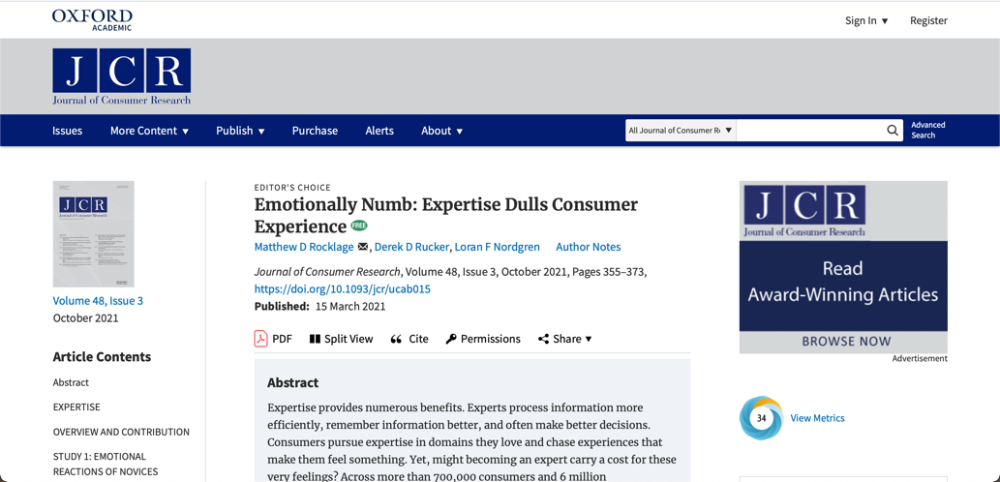 OXFORD
ACADEMIC
Sign In ▼
Register
JCR
Journal of Consumer Research
Issues
More Content ▼
Publish ▼
Purchase
Alerts
About ▼
All Journal of Consumer Re ▼
Advanced
Search
JCR
Journal of Consumer Research
Volume 48, Issue 3
October 2021
Article Contents
Abstract
EXPERTISE
OVERVIEW AND CONTRIBUTION
STUDY 1: EMOTIONAL
REACTIONS OF NOVICES
EDITOR'S CHOICE
Emotionally Numb: Expertise Dulls Consumer
Experience FREE
Matthew D Rocklage, Derek D Rucker, Loran F Nordgren Author Notes
Journal of Consumer Research, Volume 48, Issue 3, October 2021, Pages 355–373,
https://doi.org/10.1093/jcr/ucab015
Published: 15 March 2021
PDF
Split View
Cite
Permissions
Share ▼
Abstract
Expertise provides numerous benefits. Experts process information more
efficiently, remember information better, and often make better decisions.
Consumers pursue expertise in domains they love and chase experiences that
make them feel something. Yet, might becoming an expert carry a cost for these
very feelings? Across more than 700,000 consumers and 6 million
JCR
Journal of Consumer Research
Read
Award-Winning Articles
BROWSE NOW
Advertisement
34
View Metrics